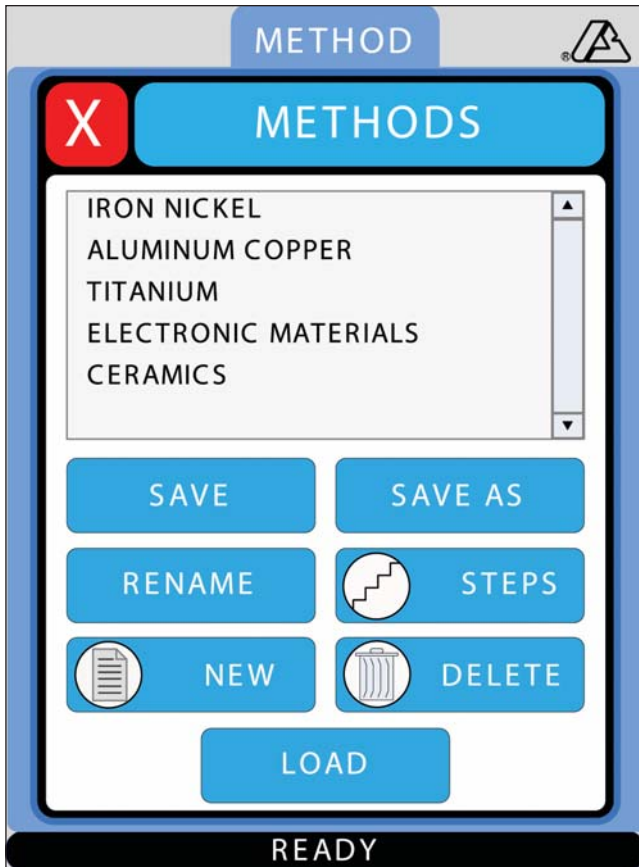 METHOD
®
X
METHODS
IRON NICKEL
ALUMINUM COPPER
TITANIUM
ELECTRONIC MATERIALS
CERAMICS
SAVE
SAVE AS
RENAME
STEPS
NEW
DELETE
LOAD
READY